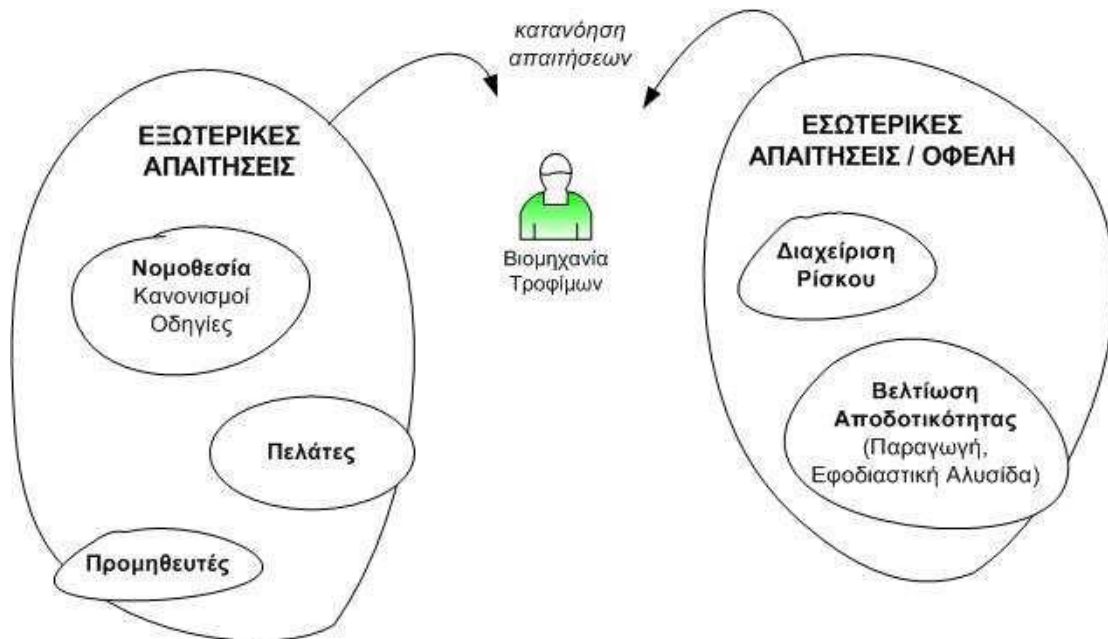 κατανόηση
απαιτήσεων
ΕΞΩΤΕΡΙΚΕΣ
ΑΠΑΙΤΗΣΕΙΣ
Νομοθεσία
Κανονισμοί
Οδηγίες
Πελάτες
Προμηθευτές
Βιομηχανία
Τροφίμων
ΕΣΩΤΕΡΙΚΕΣ
ΑΠΑΙΤΗΣΕΙΣ / ΟΦΕΛΗ
Διαχείριση
Ρίσκου
Βελτίωση
Αποδοτικότητας
(Παραγωγή,
Εφοδιαστική Αλυσίδα)